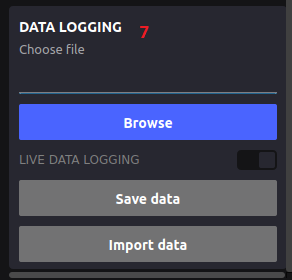 DATA LOGGING 7
Choose file
Browse
LIVE DATA LOGGING
Save data
Import data